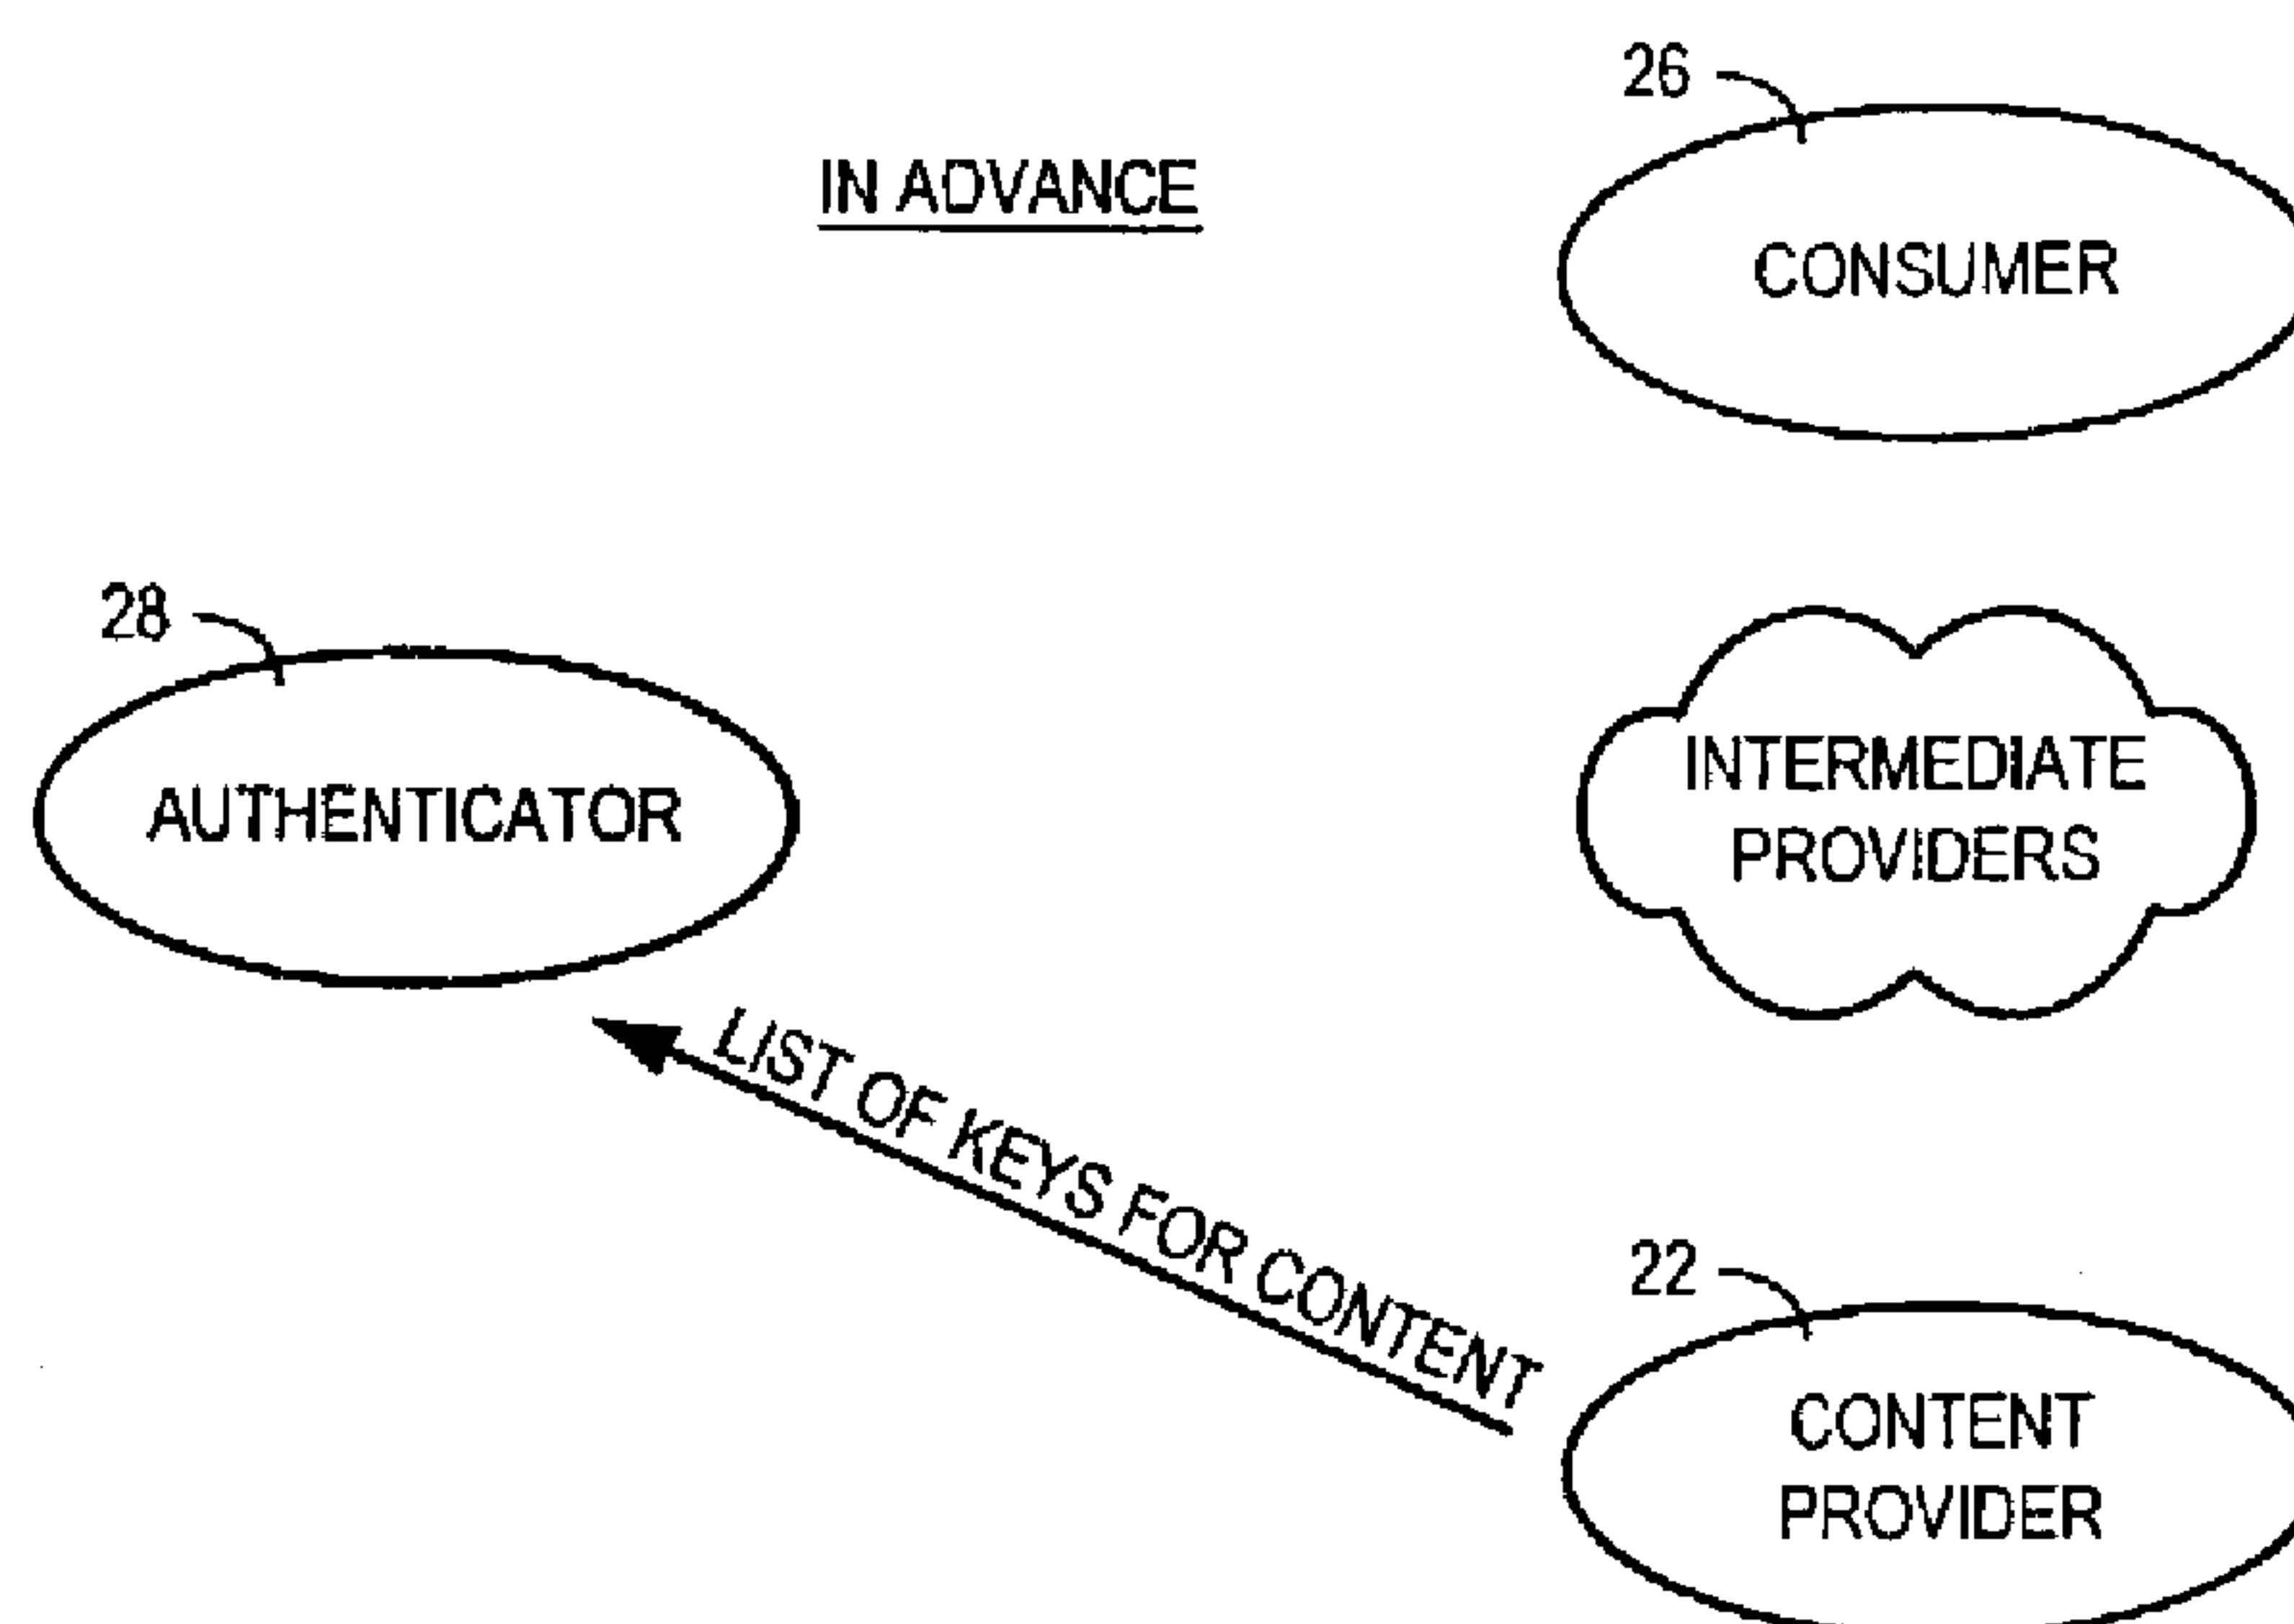 26
IN ADVANCE
CONSUMER
28
AUTHENTICATOR
INTERMEDIATE
PROVIDERS
LIST OF KEYS FOR CONTENT
22
CONTENT
PROVIDER